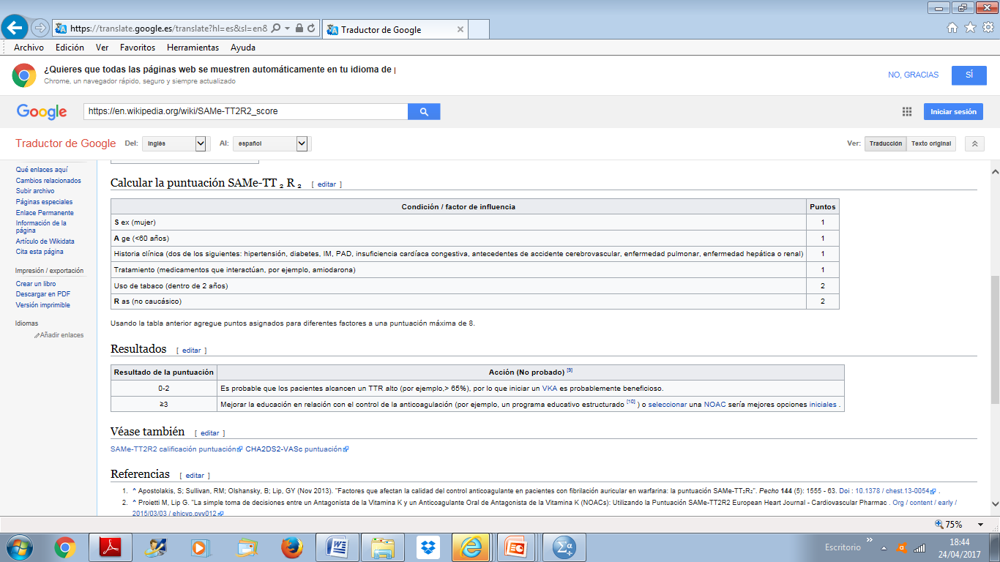 https://translate.google.es/translate?hl=es&sl=en&
Traductor de Google
Archivo Edición Ver Favoritos Herramientas Ayuda
¿Quieres que todas las páginas web se muestren automáticamente en tu idioma de
Chrome, un navegador rápido, seguro y siempre actualizado
NO, GRACIAS
SÍ
Google
https://en.wikipedia.org/wiki/SAMe-TT2R2_score
Iniciar sesión
Traductor de Google Del: inglés Al: español Ver: Traducción Texto original
Qué enlaces aquí
Cambios relacionados
Subir archivo
Páginas especiales
Enlace Permanente
Información de la
página
Artículo de Wikidata
Cita esta página
Impresión / exportación
Crear un libro
Descargar en PDF
Versión imprimible
Idiomas
Añadir enlaces
Calcular la puntuación SAMe-TT ₂ R ₂ [ editar ]
Condición / factor de influencia Puntos
S ex (mujer) 1
A ge (<60 años) 1
Historia clínica (dos de los siguientes: hipertensión, diabetes, IM, PAD, insuficiencia cardíaca congestiva, antecedentes de accidente cerebrovascular, enfermedad pulmonar, enfermedad hepática o renal) 1
Tratamiento (medicamentos que interactúan, por ejemplo, amiodarona) 1
Uso de tabaco (dentro de 2 años) 2
R as (no caucásico) 2
Usando la tabla anterior agregue puntos asignados para diferentes factores a una puntuación máxima de 8.
Resultados [ editar ]
Resultado de la puntuación Acción (No probado) [9]
0-2 Es probable que los pacientes alcancen un TTR alto (por ejemplo,> 65%), por lo que iniciar un VKA es probablemente beneficioso.
≥3 Mejorar la educación en relación con el control de la anticoagulación (por ejemplo, un programa educativo estructurado [10] ) o seleccionar una NOAC sería mejores opciones iniciales .
Véase también [ editar ]
SAMe-TT2R2 calificación puntuación CHA2DS2-VASc puntuación
Referencias [ editar ]
1. ^ Apostolakis, S; Sullivan, RM; Olshansky, B; Lip, GY (Nov 2013). "Factores que afectan la calidad del control anticoagulante en pacientes con fibrilación auricular en warfarina: la puntuación SAMe-TT₂R₂". Pecho 144 (5): 1555 - 63. Doi : 10.1378 / chest.13-0054 .
2. ^ Proietti M, Lip G. "La simple toma de decisiones entre un Antagonista de la Vitamina K y un Anticoagulante Oral de Antagonista de la Vitamina K (NOACs): Utilizando la Puntuación SAMe-TT2R2 European Heart Journal - Cardiovascular Pharmac . Org / content / early /
2015/03/03 / ehjcvp.pvv012
75%
Escritorio
18:44
24/04/2017